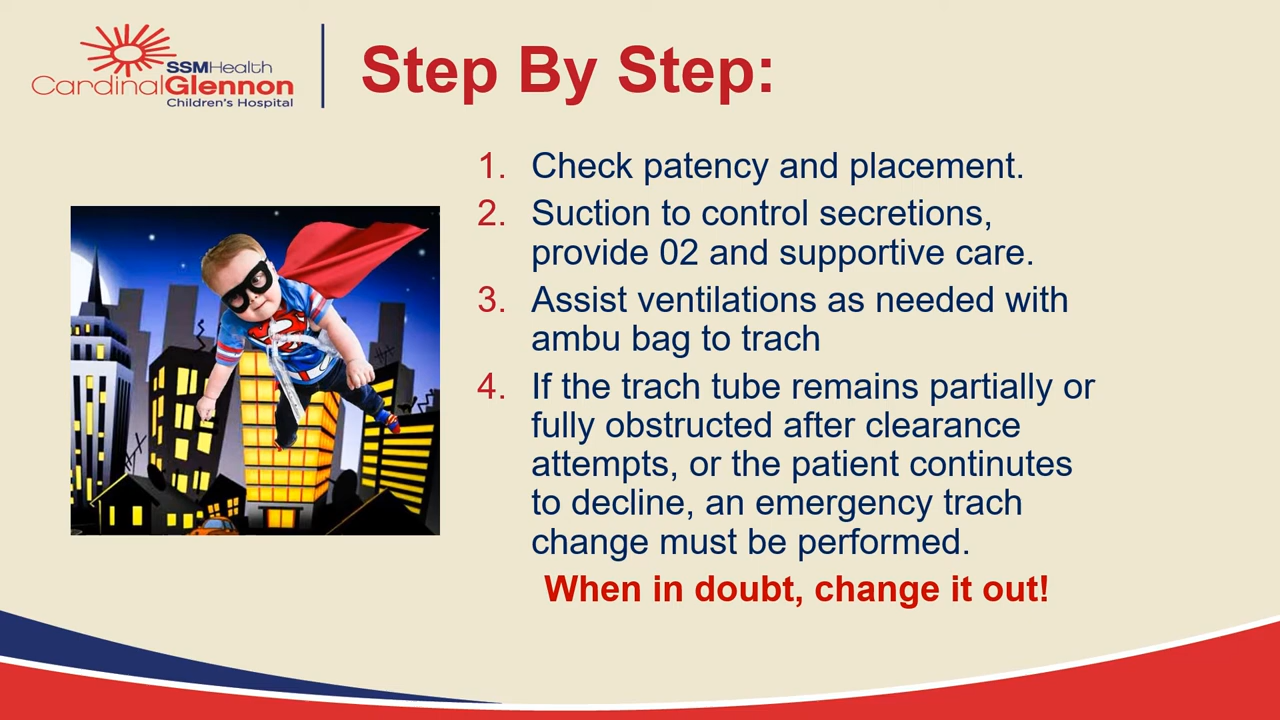 SSMHealth
CardinalGlennon
Children's Hospital
Step By Step:
1. Check patency and placement.
2. Suction to control secretions,
provide 02 and supportive care.
3. Assist ventilations as needed with
ambu bag to trach
4. If the trach tube remains partially or
fully obstructed after clearance
attempts, or the patient continutes
to decline, an emergency trach
change must be performed.
When in doubt, change it out!